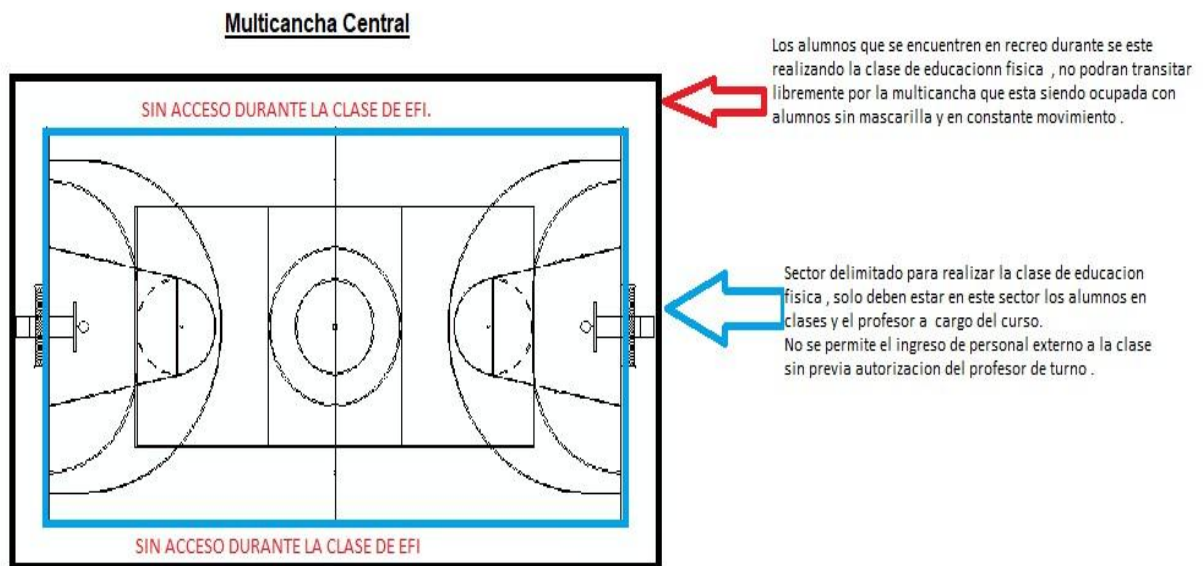 Multicancha Central
SIN ACCESO DURANTE LA CLASE DE EFI.
Los alumnos que se encuentren en recreo durante se este
realizando la clase de educacionn fisica , no podran transitar
libremente por la multicancha que esta siendo ocupada con
alumnos sin mascarilla y en constante movimiento .
Sector delimitado para realizar la clase de educacion
fisica , solo deben estar en este sector los alumnos en
clases y el profesor a cargo del curso.
No se permite el ingreso de personal externo a la clase
sin previa autorizacion del profesor de turno .
SIN ACCESO DURANTE LA CLASE DE EFI